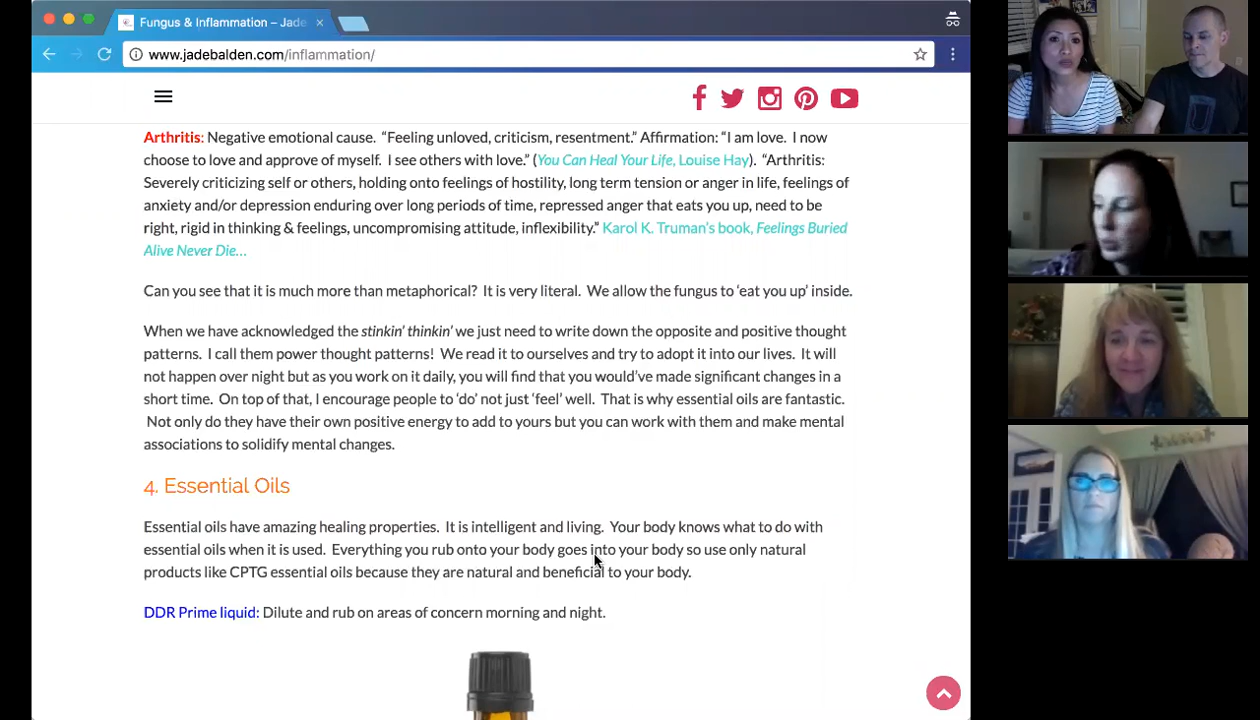 Fungus & Inflammation – Jade
www.jadebalden.com/inflammation/
Arthritis: Negative emotional cause. “Feeling unloved, criticism, resentment.” Affirmation: “I am love. I now
choose to love and approve of myself. I see others with love.” (You Can Heal Your Life, Louise Hay). “Arthritis:
Severely criticizing self or others, holding onto feelings of hostility, long term tension or anger in life, feelings of
anxiety and/or depression enduring over long periods of time, repressed anger that eats you up, need to be
right, rigid in thinking & feelings, uncompromising attitude, inflexibility.” Karol K. Truman’s book, Feelings Buried
Alive Never Die…
Can you see that it is much more than metaphorical? It is very literal. We allow the fungus to ‘eat you up’ inside.
When we have acknowledged the stinkin’ thinkin’ we just need to write down the opposite and positive thought
patterns. I call them power thought patterns! We read it to ourselves and try to adopt it into our lives. It will
not happen over night but as you work on it daily, you will find that you would’ve made significant changes in a
short time. On top of that, I encourage people to ‘do’ not just ‘feel’ well. That is why essential oils are fantastic.
Not only do they have their own positive energy to add to yours but you can work with them and make mental
associations to solidify mental changes.
4. Essential Oils
Essential oils have amazing healing properties. It is intelligent and living. Your body knows what to do with
essential oils when it is used. Everything you rub onto your body goes into your body so use only natural
products like CPTG essential oils because they are natural and beneficial to your body.
DDR Prime liquid: Dilute and rub on areas of concern morning and night.